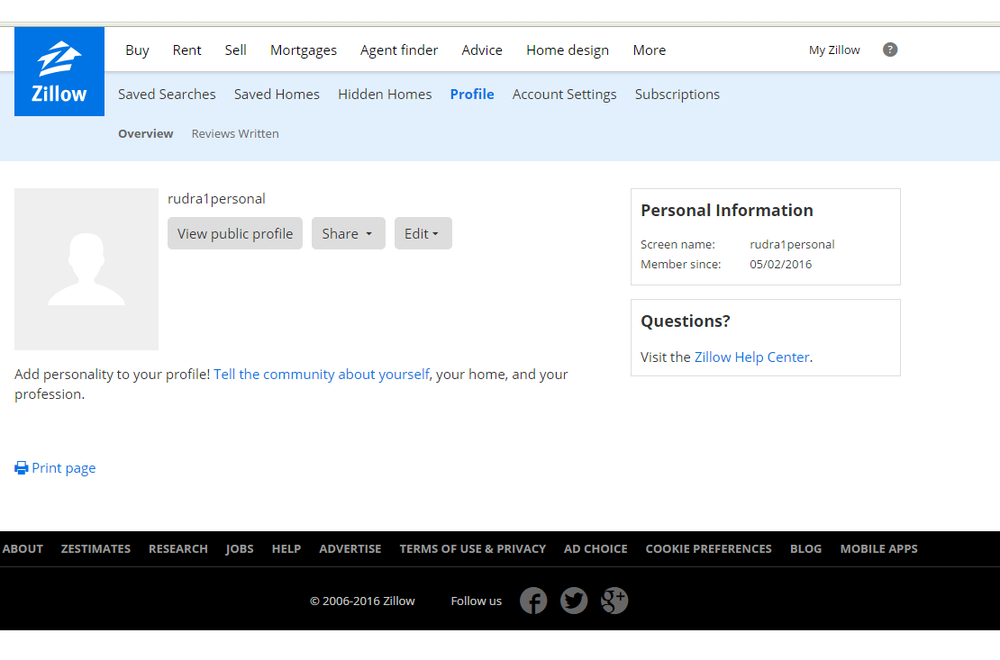 Buy Rent Sell Mortgages Agent finder Advice Home design More My Zillow ?
Zillow
Saved Searches Saved Homes Hidden Homes Profile Account Settings Subscriptions
Overview Reviews Written
rudra1personal
View public profile Share Edit
Add personality to your profile! Tell the community about yourself, your home, and your
profession.
Print page
Personal Information
Screen name: rudra1personal
Member since: 05/02/2016
Questions?
Visit the Zillow Help Center.
ABOUT ZESTIMATES RESEARCH JOBS HELP ADVERTISE TERMS OF USE & PRIVACY AD CHOICE COOKIE PREFERENCES BLOG MOBILE APPS
© 2006-2016 Zillow Follow us f g+